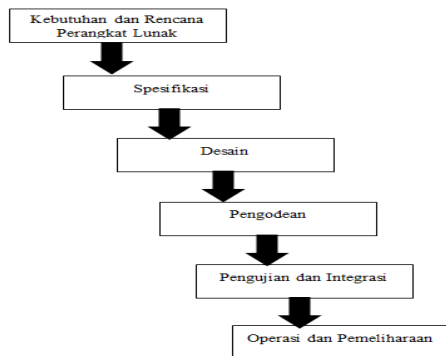 Kebutuhan dan Rencana
Perangkat Lunak
Spesifikasi
Desain
Pengodean
Pengujian dan Integrasi
Operasi dan Pemeliharaan